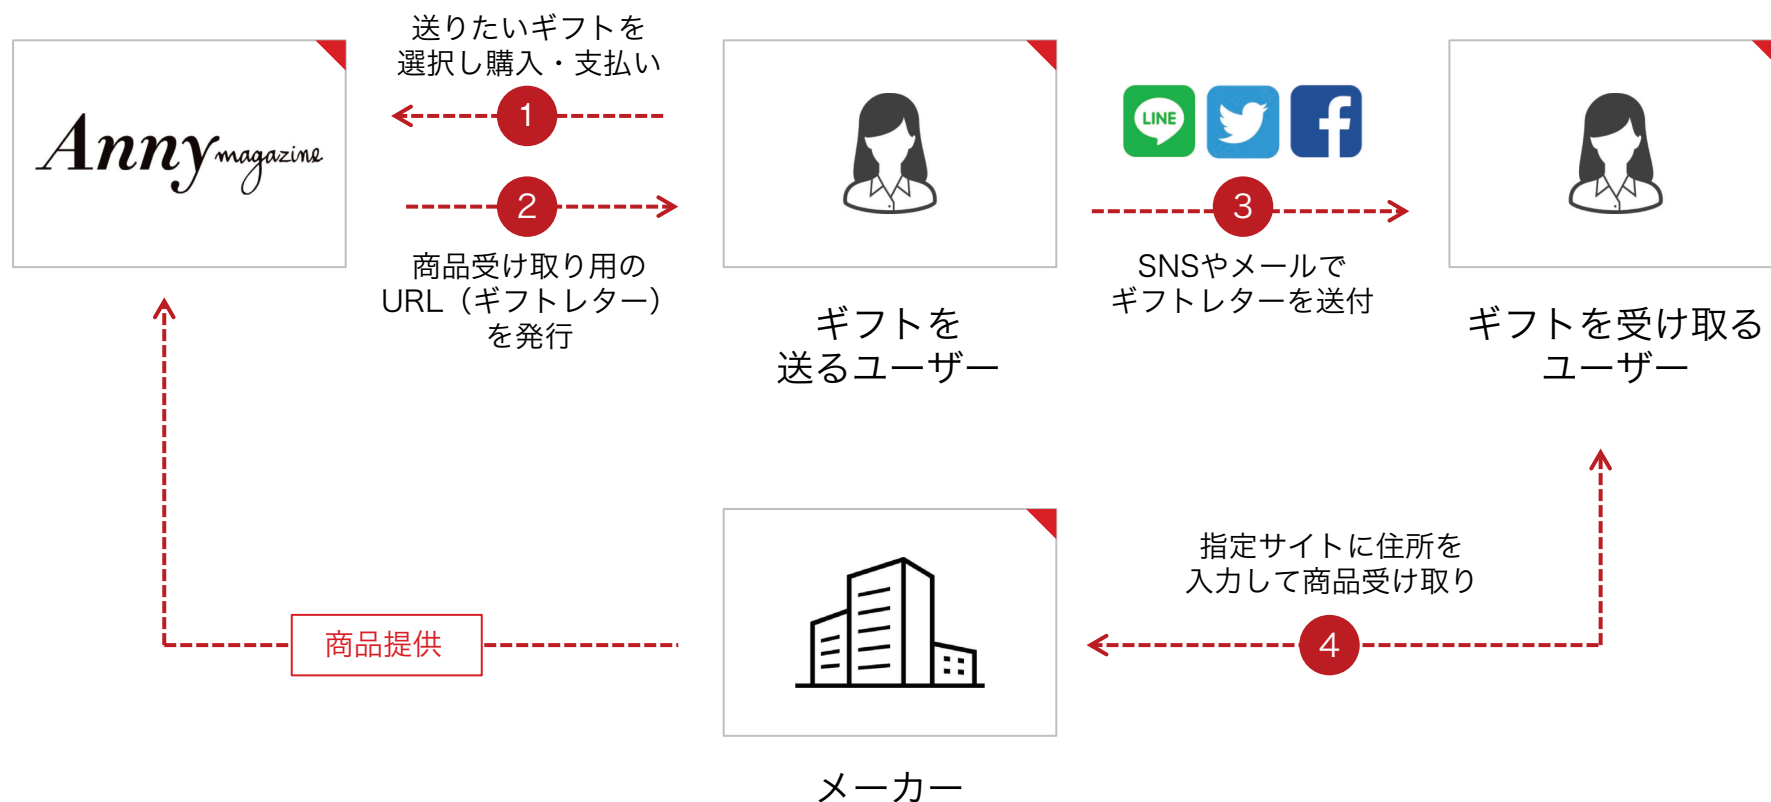 送りたいギフトを
選択し購入・支払い
1
Anny magazine
2
商品受け取り用の
URL（ギフトレター）
を発行
ギフトを
送るユーザー
LINE
3
SNSやメールで
ギフトレターを送付
ギフトを受け取る
ユーザー
指定サイトに住所を
入力して商品受け取り
4
商品提供
メーカー